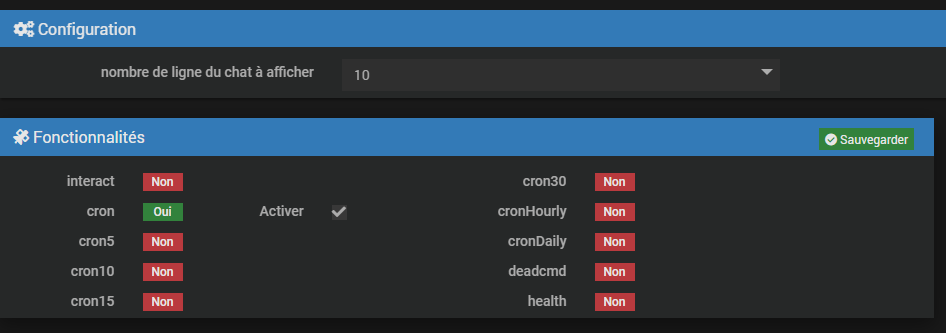 Configuration
nombre de ligne du chat à afficher 10
Fonctionnalités Sauvegarder
interact Non cron30 Non
cron Oui Activer cronHourly Non
cron5 Non cronDaily Non
cron10 Non deadcmd Non
cron15 Non health Non